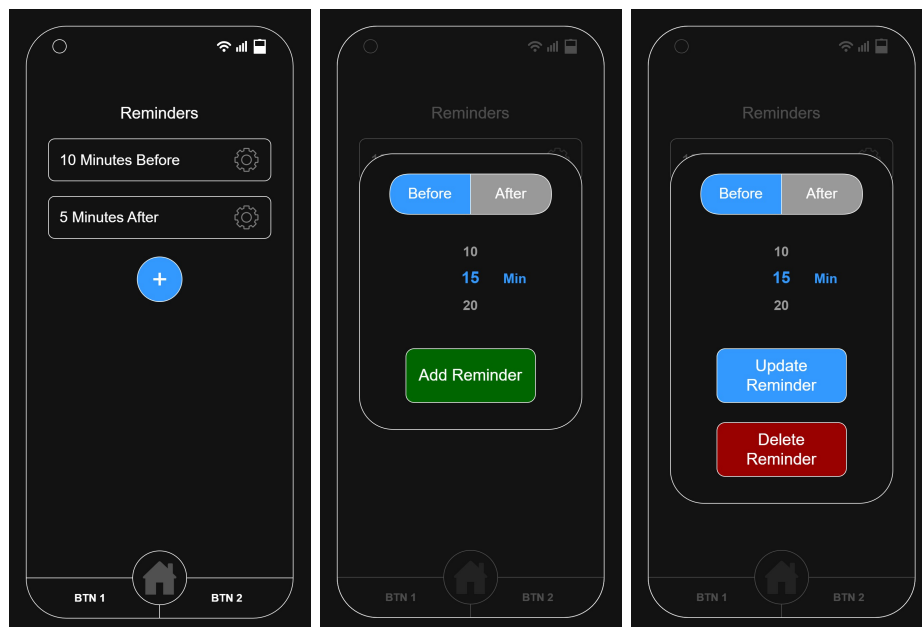 Reminders
10 Minutes Before
5 Minutes After
+
BTN 1
BTN 2
Reminders
Before After
10
15 Min
20
Add Reminder
BTN 1
BTN 2
Reminders
Before After
10
15 Min
20
Update
Reminder
Delete
Reminder
BTN 1
BTN 2